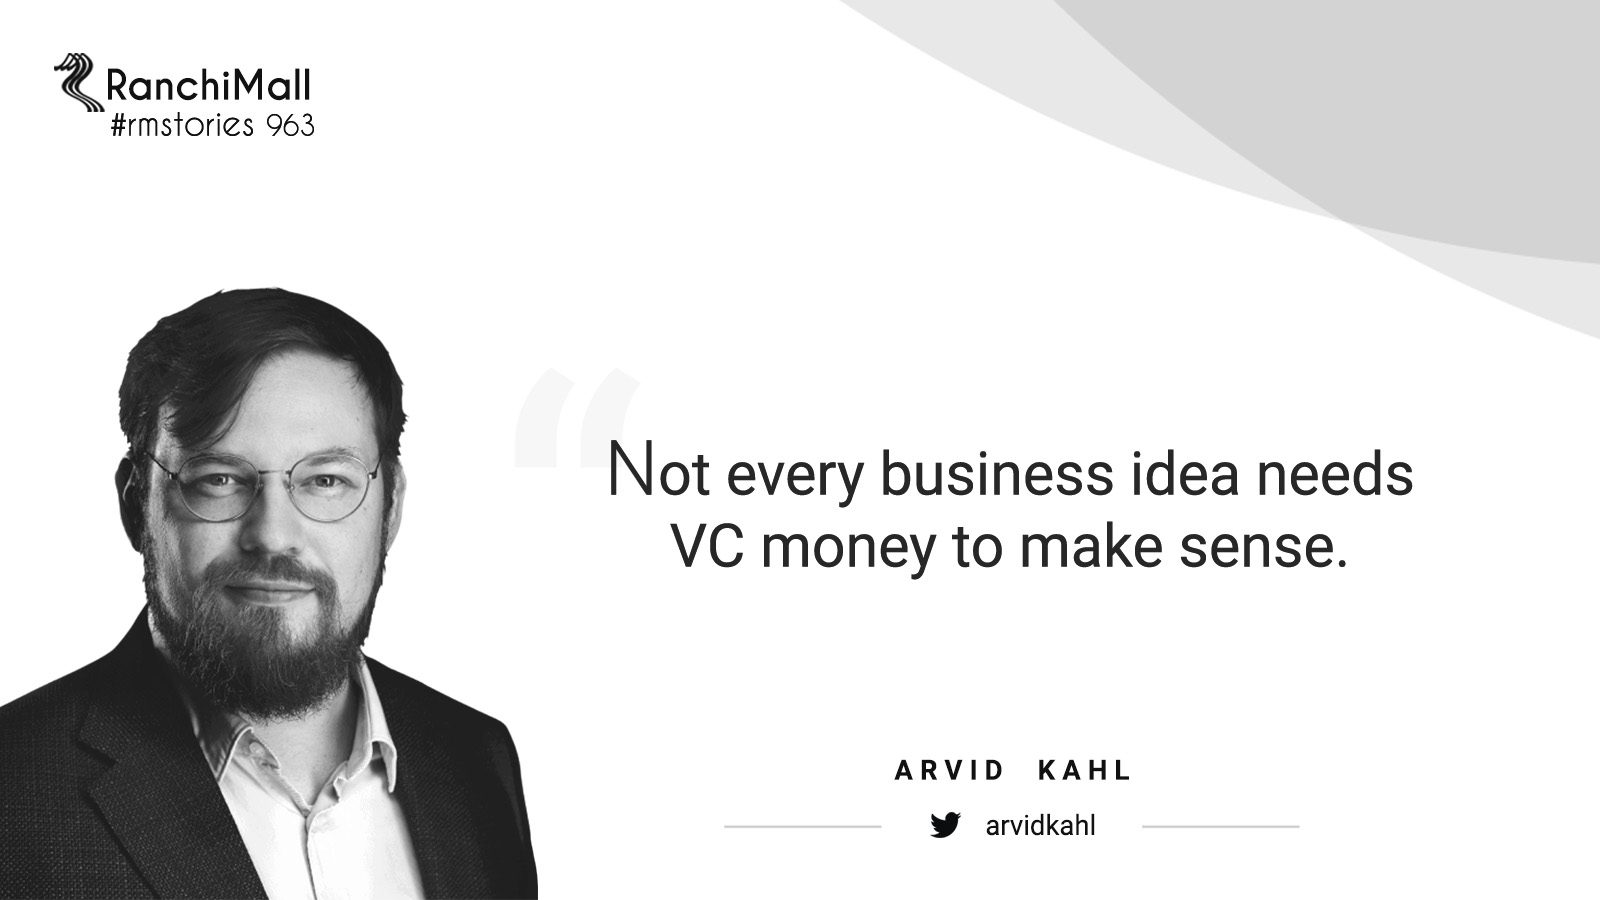 RanchiMall
#rmstories 963
“
Not every business idea needs
VC money to make sense.
ARVID KAHL
arvidkahl